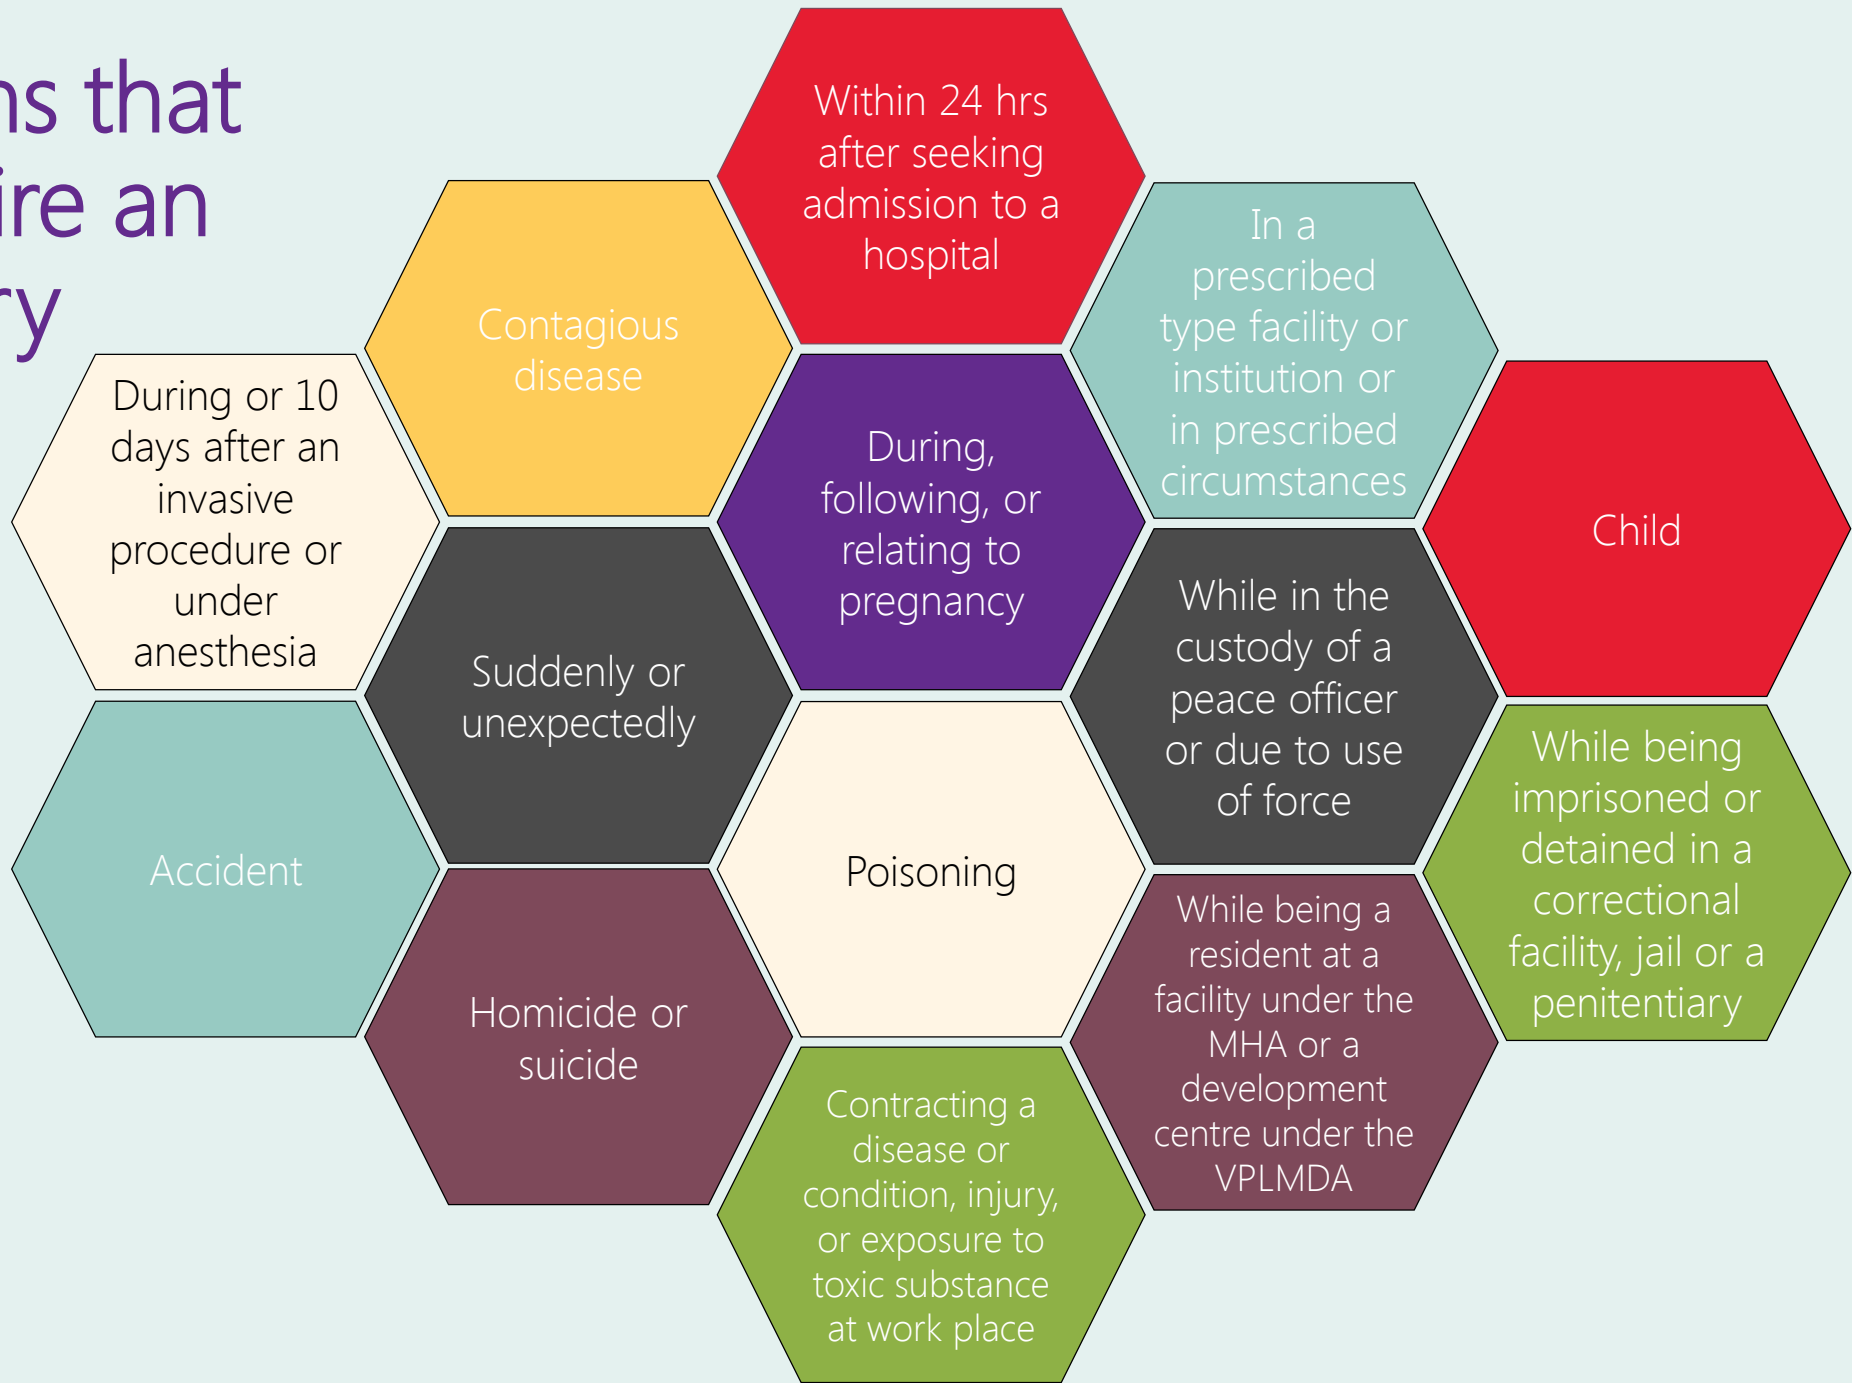 ns that
ire an
ry
Within 24 hrs
after seeking
admission to a
hospital
Contagious
disease
In a
prescribed
type facility or
institution or
in prescribed
circumstances
During or 10
days after an
invasive
procedure or
under
anesthesia
During,
following, or
relating to
pregnancy
Child
Suddenly or
unexpectedly
While in the
custody of a
peace officer
or due to use
of force
Accident
Poisoning
While being
imprisoned or
detained in a
correctional
facility, jail or a
penitentiary
Homicide or
suicide
While being a
resident at a
facility under the
MHA or a
development
centre under the
VPLMDA
Contracting a
disease or
condition, injury,
or exposure to
toxic substance
at work place